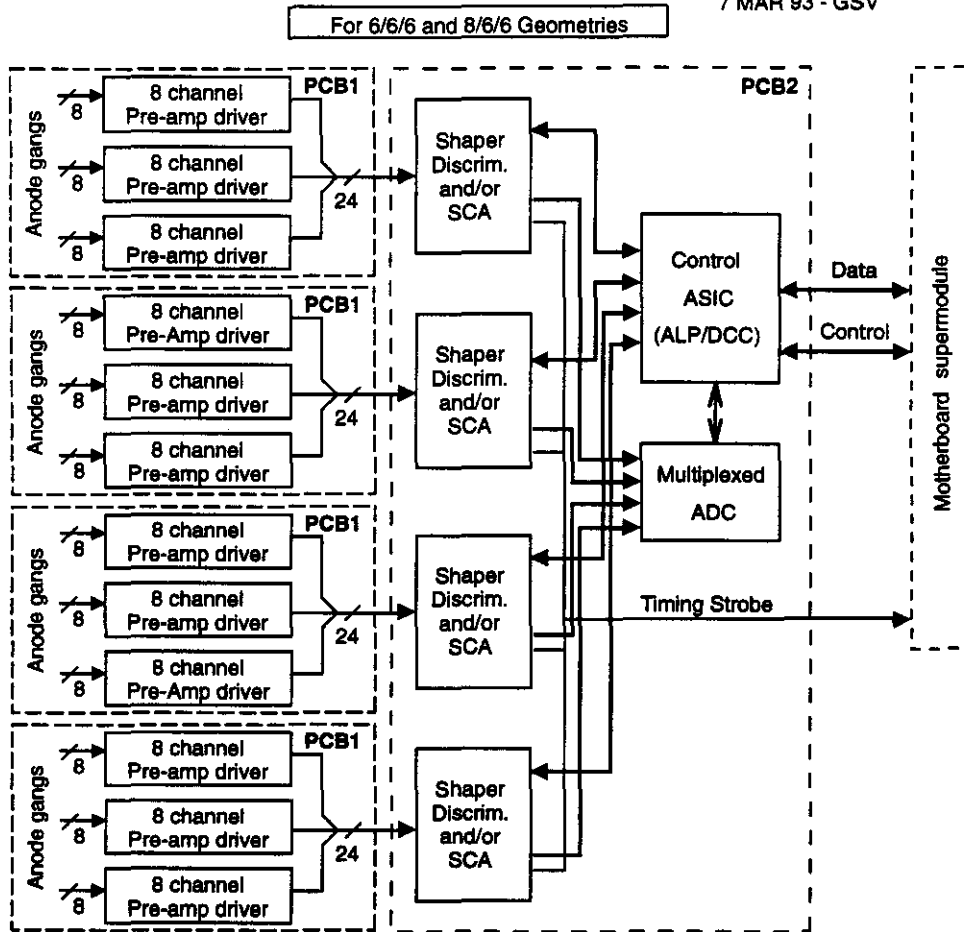 7 MAR 93 - GSV
For 6/6/6 and 8/6/6 Geometries
PCB1
Anode gangs
8
8 channel
Pre-amp driver
8
8 channel
Pre-amp driver
8
8 channel
Pre-amp driver
24
PCB1
Anode gangs
8
8 channel
Pre-Amp driver
8
8 channel
Pre-amp driver
8
8 channel
Pre-amp driver
24
PCB1
Anode gangs
8
8 channel
Pre-amp driver
8
8 channel
Pre-amp driver
8
8 channel
Pre-Amp driver
24
PCB1
Anode gangs
8
8 channel
Pre-amp driver
8
8 channel
Pre-amp driver
8
8 channel
Pre-amp driver
24
PCB2
Shaper
Discrim.
and/or
SCA
Shaper
Discrim.
and/or
SCA
Shaper
Discrim.
and/or
SCA
Shaper
Discrim.
and/or
SCA
Control
ASIC
(ALP/DCC)
Multiplexed
ADC
Data
Control
Timing Strobe
Motherboard supermodule